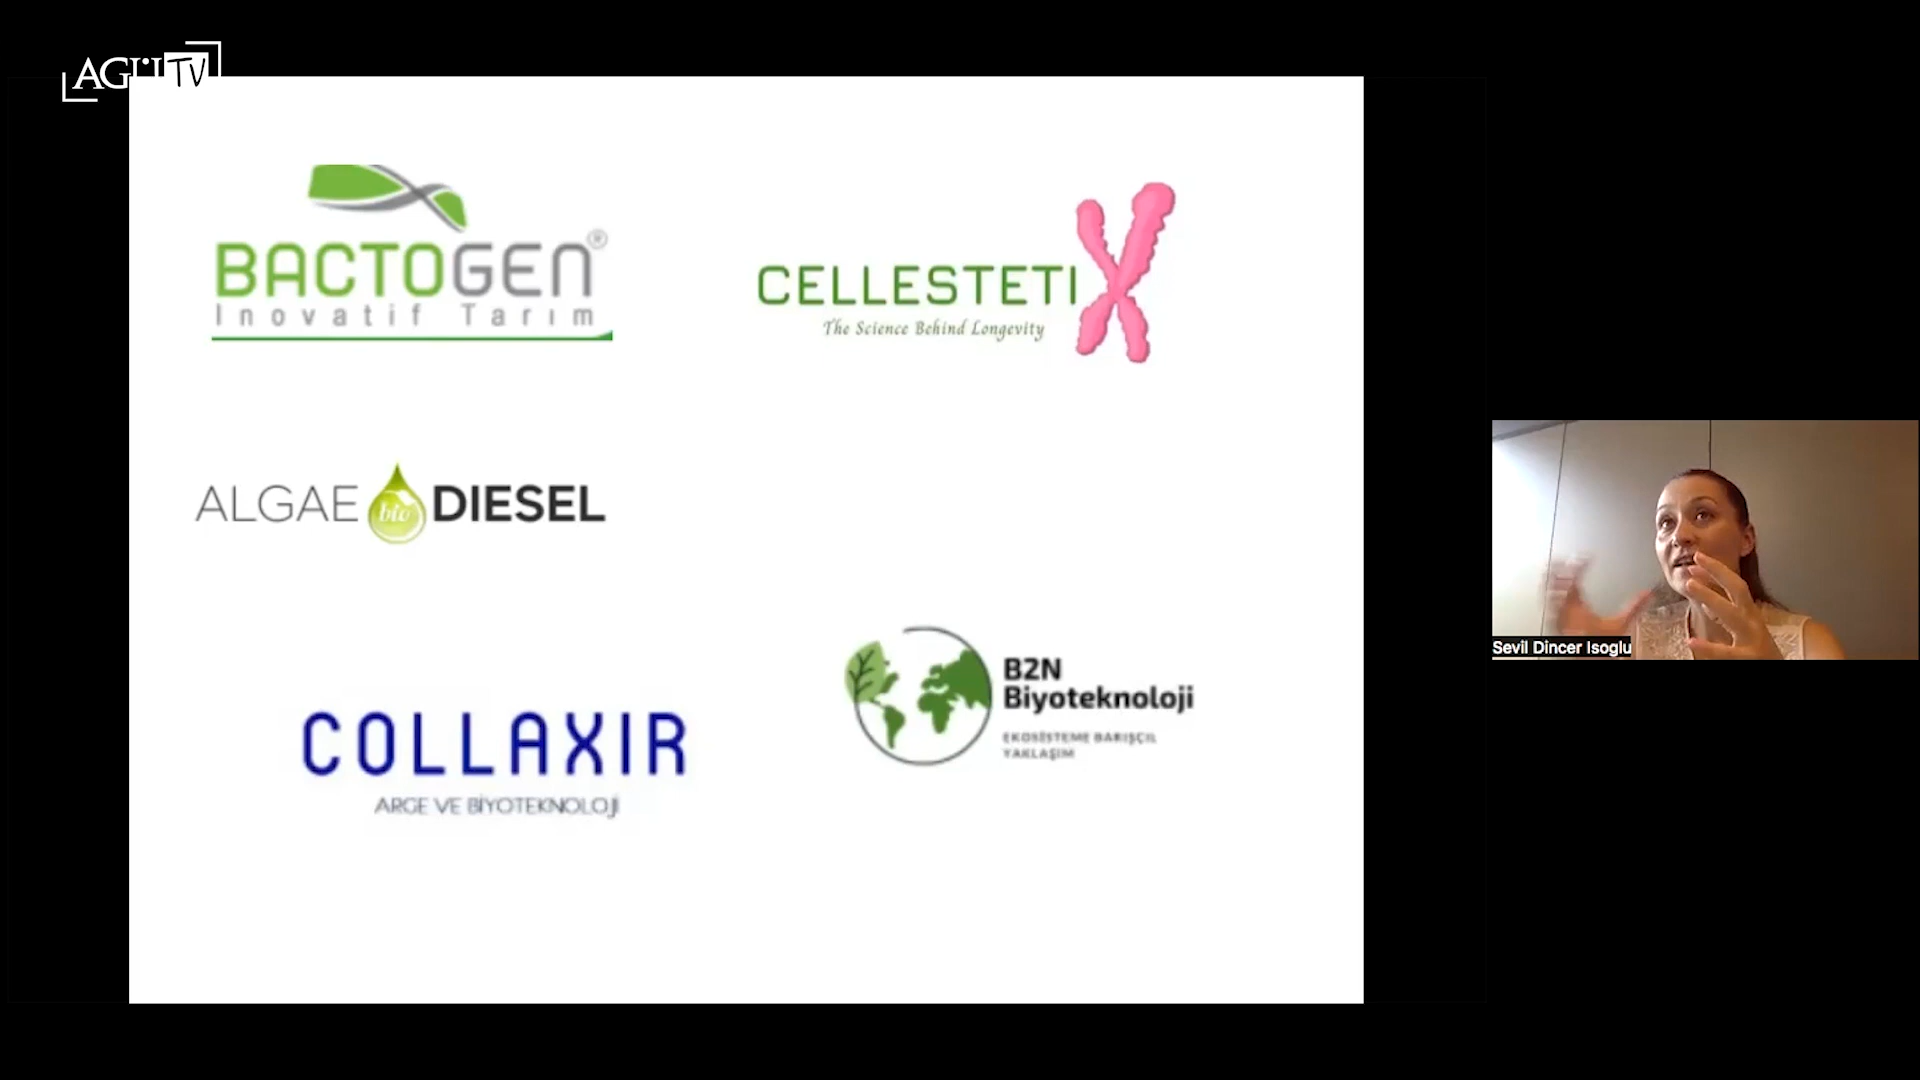 AGÜ TV
BACTOGEN®
Inovatif Tarım
CELLESTETIX
The Science Behind Longevity
ALGAE bio DIESEL
B2N
Biyoteknoloji
EKOSİSTEME BARIŞÇIL
YAKLAŞIM
COLLAXIR
ARGE VE BİYOTEKNOLOJİ
Sevil Dincer Isoglu